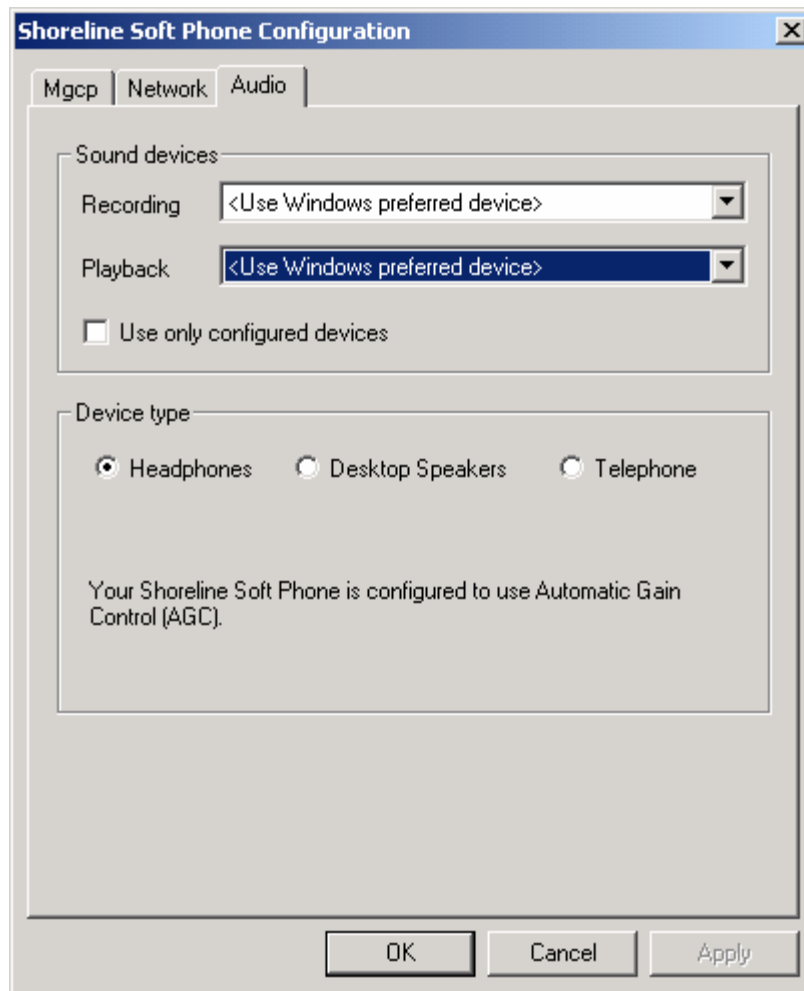 Shoreline Soft Phone Configuration
Mgcp Network Audio
Sound devices
Recording <Use Windows preferred device>
Playback <Use Windows preferred device>
Use only configured devices
Device type
Headphones Desktop Speakers Telephone
Your Shoreline Soft Phone is configured to use Automatic Gain
Control (AGC).
OK Cancel Apply